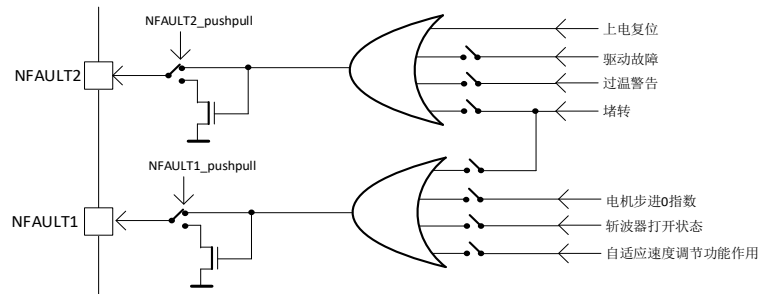 NFAULT2_pushpull
上电复位
驱动故障
NFAULT2
过温警告
堵转
NFAULT1_pushpull
电机步进0指数
NFAULT1
斩波器打开状态
自适应速度调节功能作用